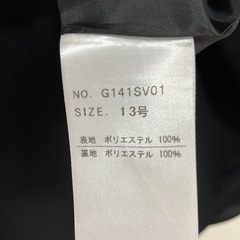 NO. G141SV01
SIZE. 13号
表地 ポリエステル 100%
裏地 ポリエステル 100%